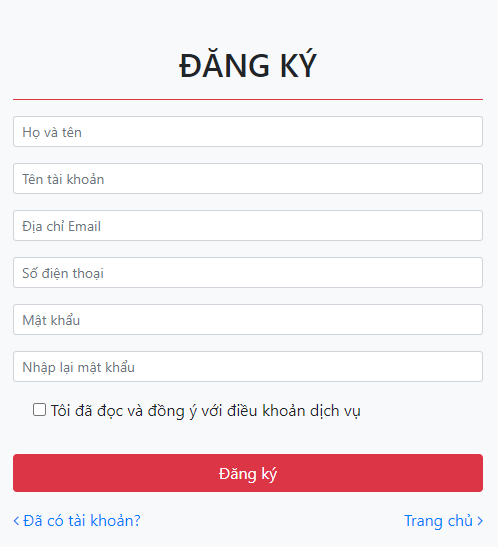 ĐĂNG KÝ
Họ và tên
Tên tài khoản
Địa chỉ Email
Số điện thoại
Mật khẩu
Nhập lại mật khẩu
Tôi đã đọc và đồng ý với điều khoản dịch vụ
Đăng ký
Đã có tài khoản? Trang chủ